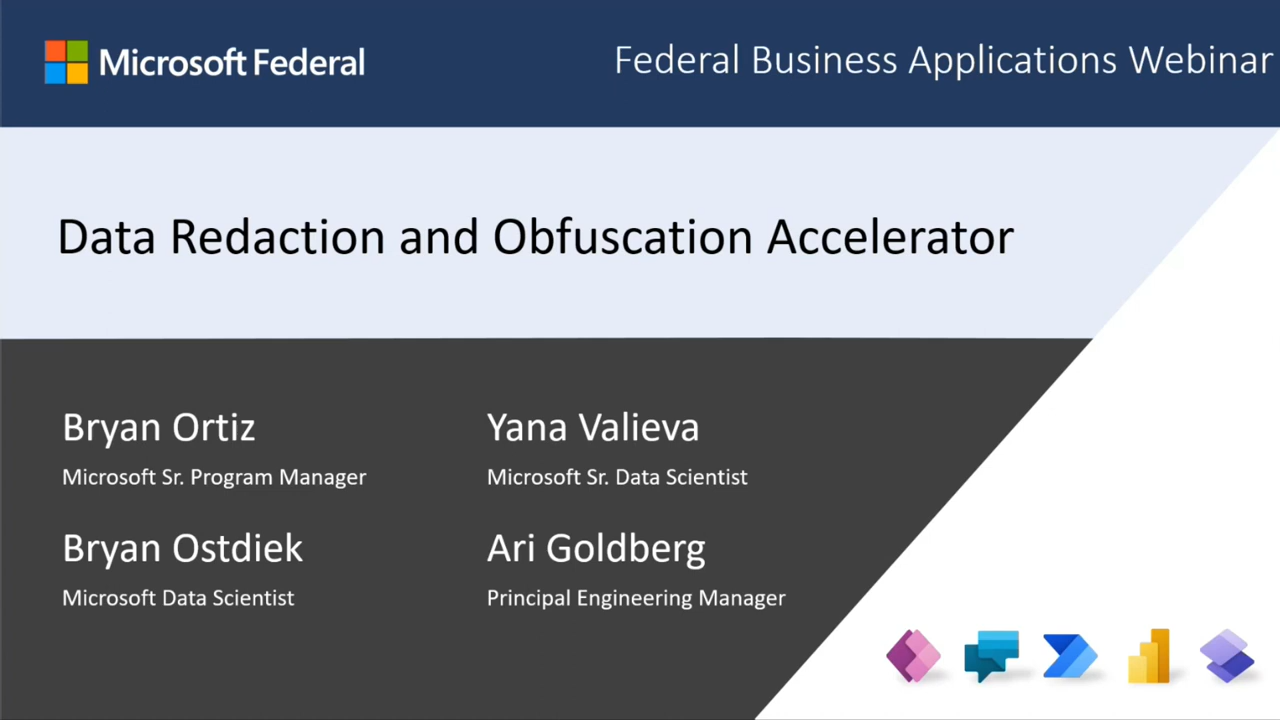 Microsoft Federal
Federal Business Applications Webinar
Data Redaction and Obfuscation Accelerator
Bryan Ortiz
Microsoft Sr. Program Manager
Yana Valieva
Microsoft Sr. Data Scientist
Bryan Ostdiek
Microsoft Data Scientist
Ari Goldberg
Principal Engineering Manager